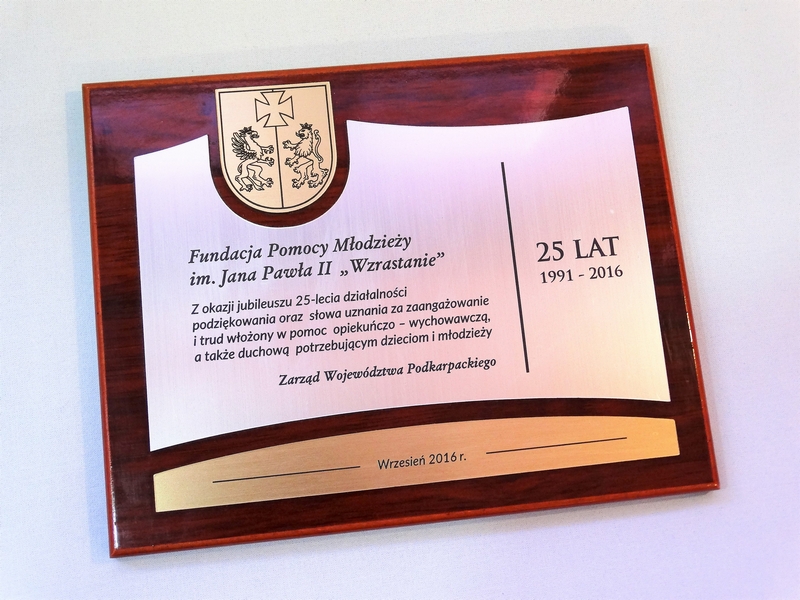 Fundacja Pomocy Młodzieży
im. Jana Pawła II „Wzrastanie”
Z okazji jubileuszu 25-lecia działalności
podziękowania oraz słowa uznania za zaangażowanie
i trud włożony w pomoc opiekuńczo – wychowawczą,
a także duchową potrzebującym dzieciom i młodzieży
Zarząd Województwa Podkarpackiego
25 LAT
1991 - 2016
Wrzesień 2016 r.